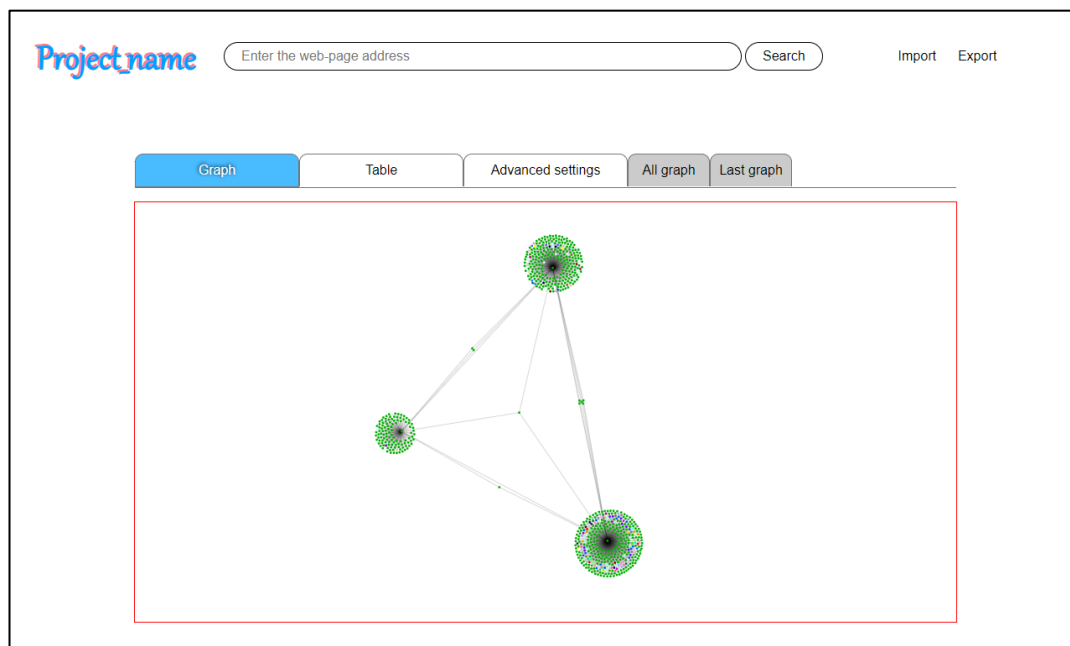 Project_name
Enter the web-page address
Search
Import
Export
Graph
Table
Advanced settings
All graph
Last graph